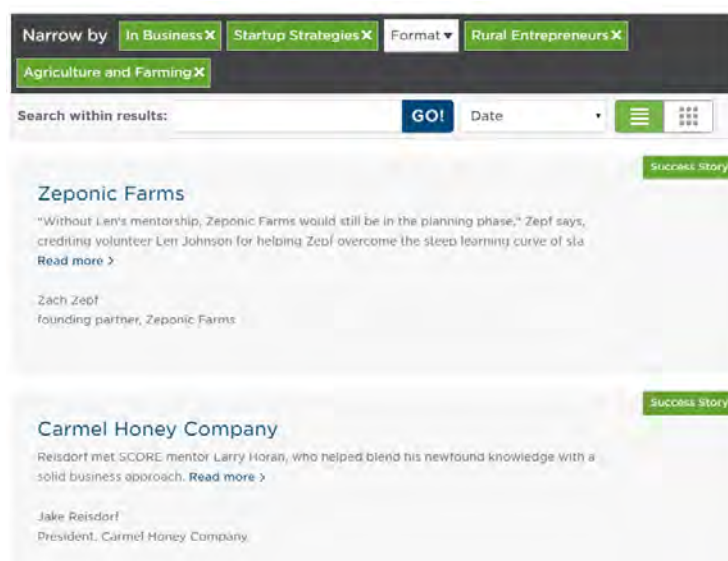 Narrow by In Business✕ Startup Strategies✕ Format▼ Rural Entrepreneurs✕
Agriculture and Farming✕
Search within results: GO! Date
Success Story
Zeponic Farms
"Without Len's mentorship, Zeponic Farms would still be in the planning phase," Zepf says,
crediting volunteer Len Johnson for helping Zepf overcome the steep learning curve of sta
Read more >
Zach Zepf
founding partner, Zeponic Farms
Success Story
Carmel Honey Company
Reisdorf met SCORE mentor Larry Horan, who helped blend his newfound knowledge with a
solid business approach. Read more >
Jake Reisdorf
President, Carmel Honey Company